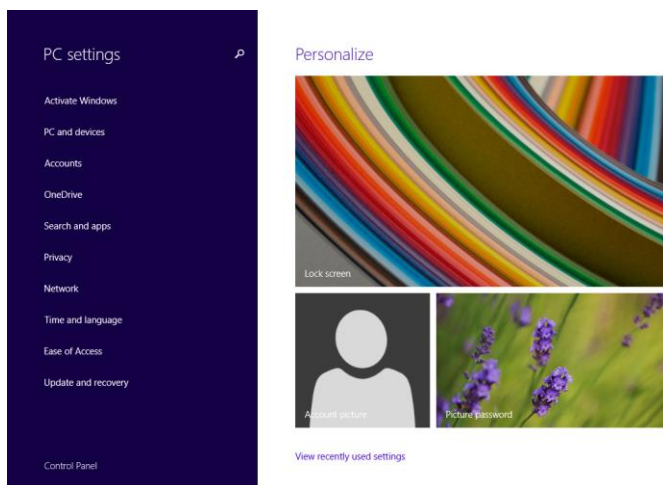 PC settings
Activate Windows
PC and devices
Accounts
OneDrive
Search and apps
Privacy
Network
Time and language
Ease of Access
Update and recovery
Control Panel
Personalize
Lock screen
Account picture
Picture password
View recently used settings